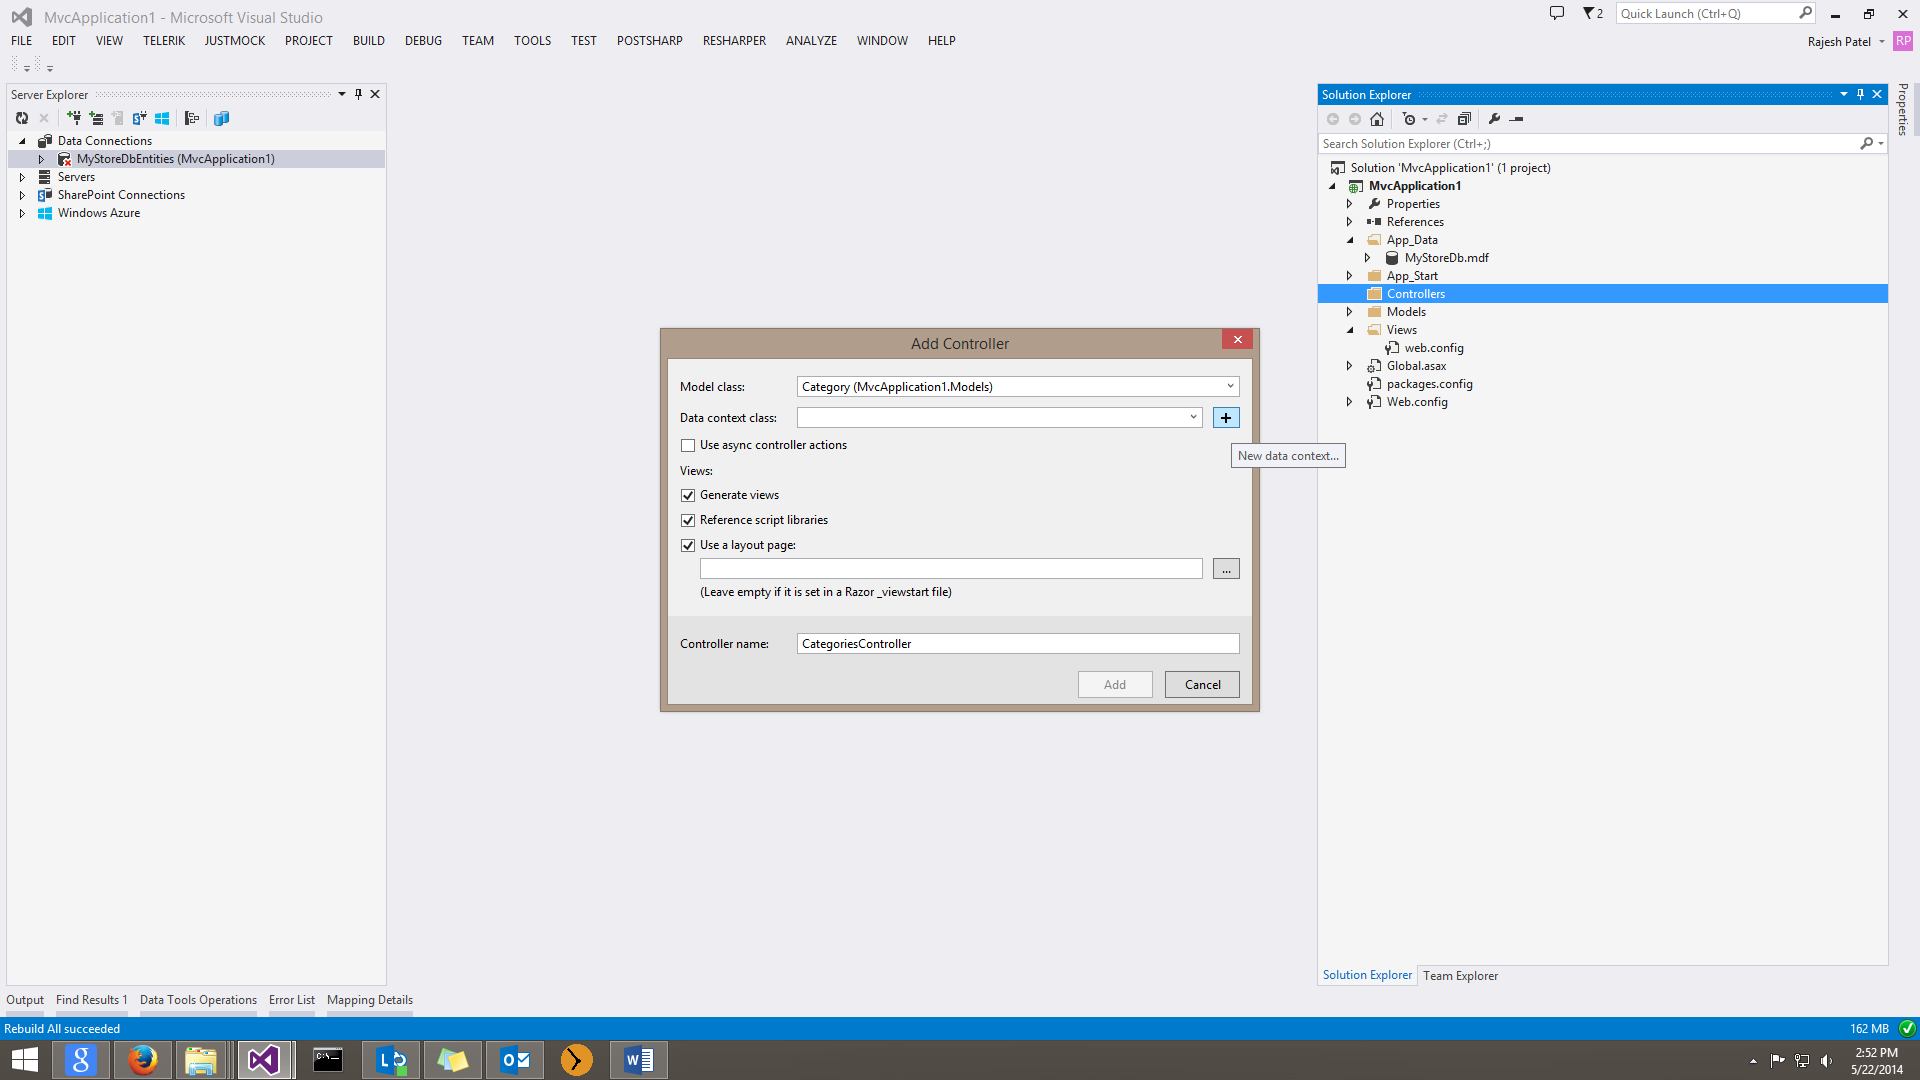 MvcApplication1 - Microsoft Visual Studio
2
Quick Launch (Ctrl+Q)
FILE EDIT VIEW TELERIK JUSTMOCK PROJECT BUILD DEBUG TEAM TOOLS TEST POSTSHARP RESHARPER ANALYZE WINDOW HELP
Rajesh Patel RP
Server Explorer
Data Connections
MyStoreDbEntities (MvcApplication1)
Servers
SharePoint Connections
Windows Azure
Add Controller
Model class: Category (MvcApplication1.Models)
Data context class:
New data context...
Use async controller actions
Views:
Generate views
Reference script libraries
Use a layout page:
...
(Leave empty if it is set in a Razor _viewstart file)
Controller name: CategoriesController
Add Cancel
Solution Explorer
Search Solution Explorer (Ctrl+;)
Solution 'MvcApplication1' (1 project)
MvcApplication1
Properties
References
App_Data
MyStoreDb.mdf
App_Start
Controllers
Models
Views
web.config
Global.asax
packages.config
Web.config
Solution Explorer Team Explorer
Properties
Output Find Results 1 Data Tools Operations Error List Mapping Details
Rebuild All succeeded
162 MB
2:52 PM
5/22/2014